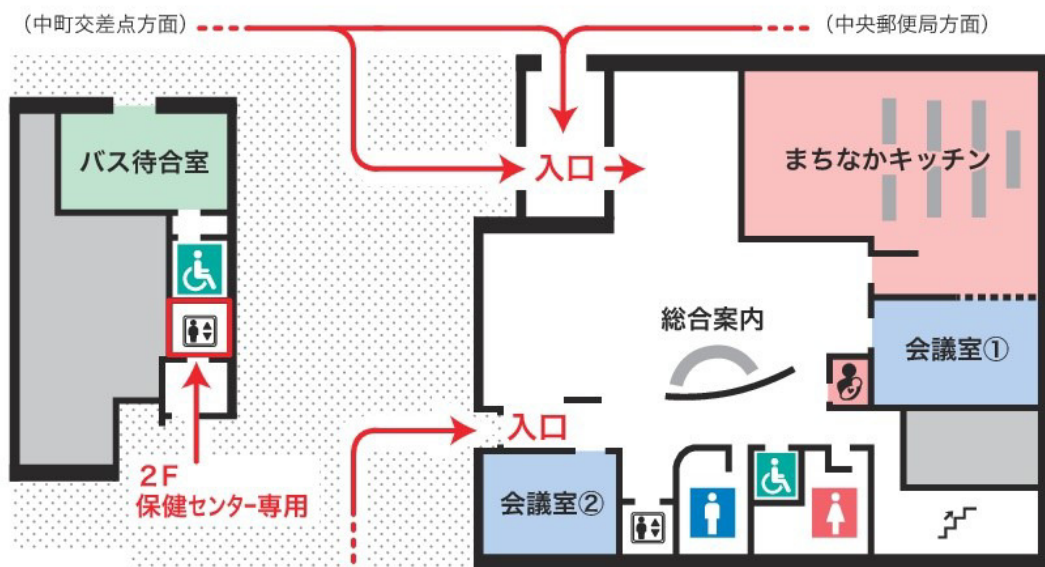 (中町交差点方面)
(中央郵便局方面)
バス待合室
入口
まちなかキッチン
総合案内
会議室①
入口
2F
保健センター専用
会議室②